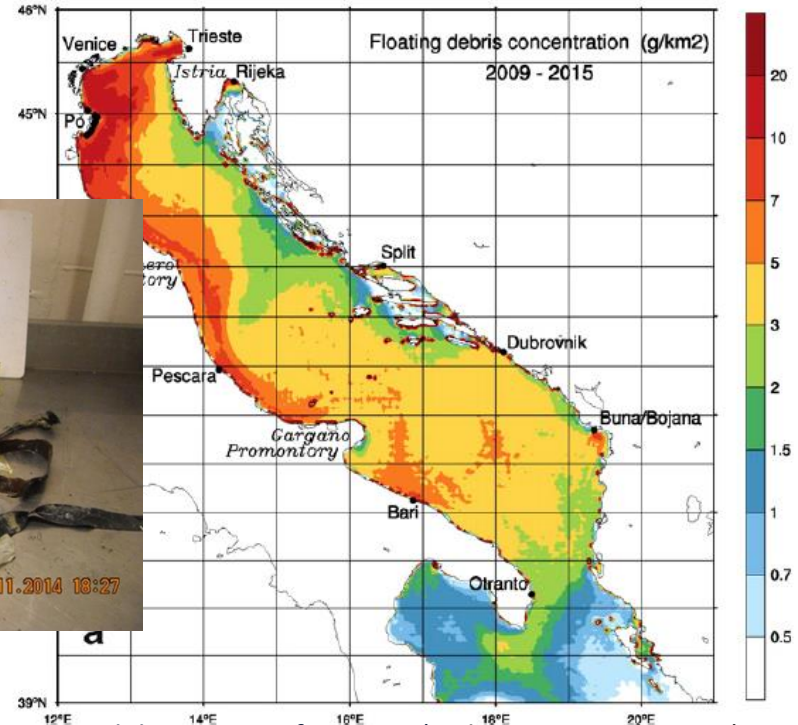 46°N
Floating debris concentration (g/km2)
2009 - 2015
Venice
Trieste
Istria
Rijeka
45°N
Po
Split
Dubrovnik
Pescara
Buna/Bojana
Gargano
Promontory
Bari
Otranto
11.2014 18:27
a
39°N
12°E
14°E
16°E
18°E
20°E
20
10
7
5
3
2
1.5
1
0.7
0.5